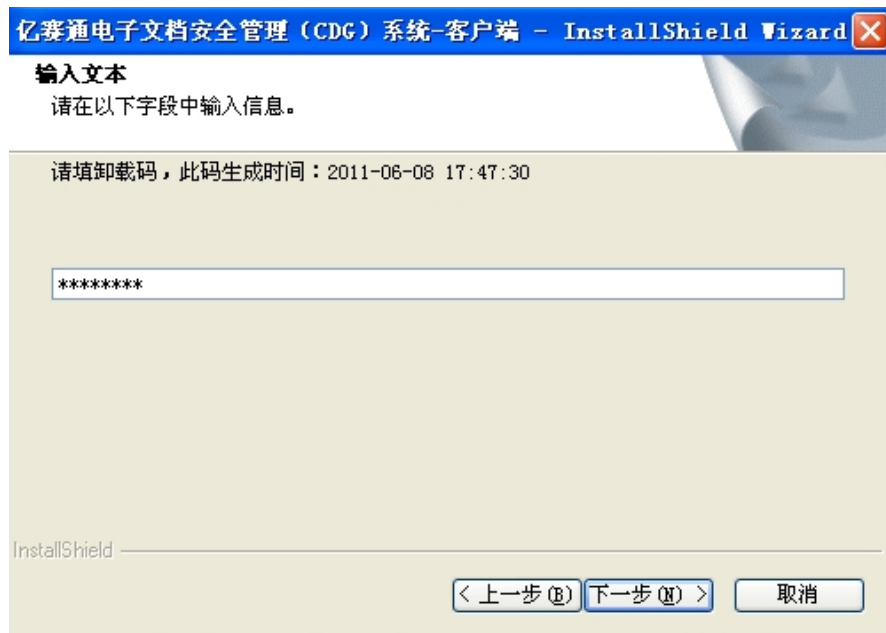 亿赛通电子文档安全管理（CDG）系统-客户端 - InstallShield Wizard
输入文本
请在以下字段中输入信息。
请填卸载码，此码生成时间：2011-06-08 17:47:30
********
InstallShield
< 上一步(B) 下一步(N) > 取消